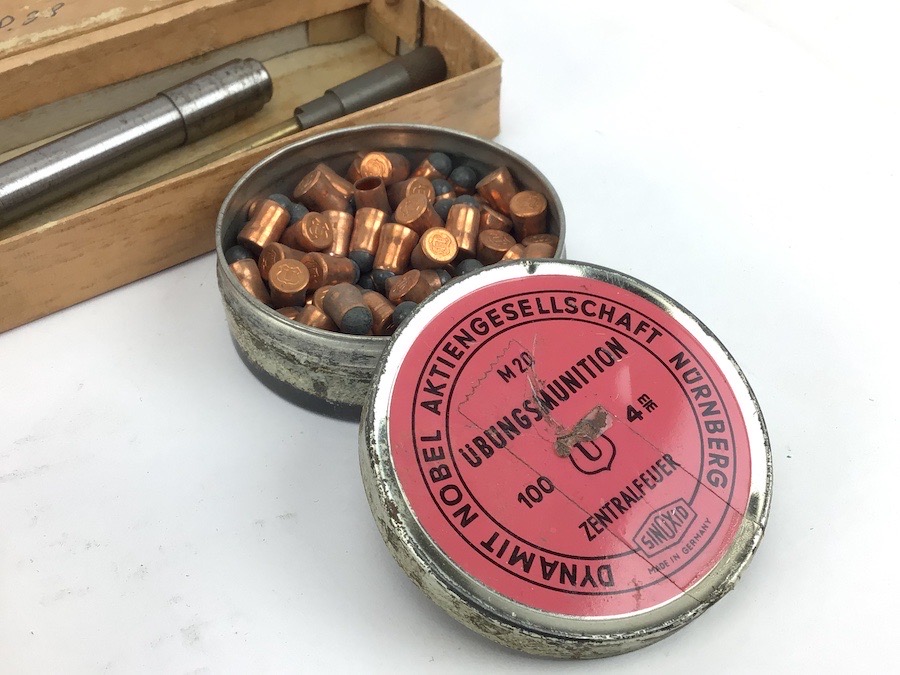 DYNAMIT NOBEL AKTIENGESELLSCHAFT NÜRNBERG
M 20
ÜBUNGSMUNITION
100
4 mm
U
ZENTRALFEUER
SINOXID
MADE IN GERMANY